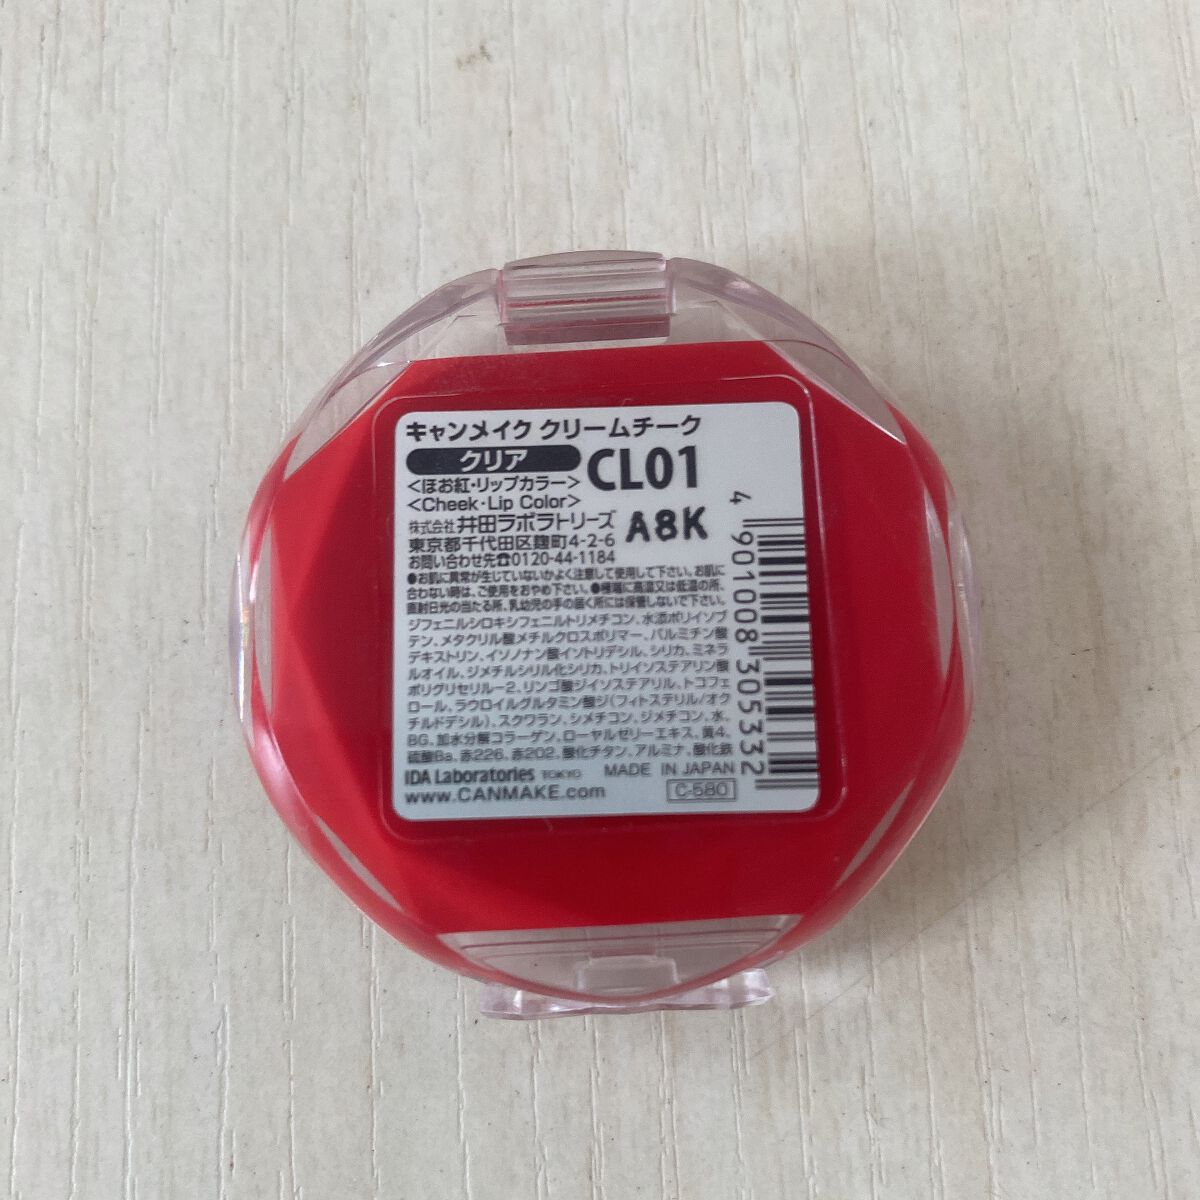 キャンメイク クリームチーク
クリア CL01
<ほお紅・リップカラー>
<Cheek・Lip Color>
株式会社 井田ラボラトリーズ A8K
東京都千代田区麹町4-2-6
お問い合わせ先☎0120-44-1184
●お肌に異常が生じていないかよく注意して使用して下さい。お肌に
合わない時は、ご使用をおやめ下さい。●極端に高温又は低温の所、
直射日光の当たる所、乳幼児の手の届く所には保管しないで下さい。
ジフェニルシロキシフェニルトリメチコン、水添ポリイソブ
テン、メタクリル酸メチルクロスポリマー、パルミチン酸
デキストリン、イソノナン酸イソトリデシル、シリカ、ミネラ
ルオイル、ジメチルシリル化シリカ、トリイソステアリン酸
ポリグリセリル-2、リンゴ酸ジイソステアリル、トコフェ
ロール、ラウロイルグルタミン酸ジ(フィトステリル/オク
チルドデシル)、スクワラン、シメチコン、ジメチコン、水、
BG、加水分解コラーゲン、ローヤルゼリーエキス、黄4、
硫酸Ba、赤226、赤202、酸化チタン、アルミナ、酸化鉄
IDA Laboratories TOKYO MADE IN JAPAN
www.CANMAKE.com C-580
4 901008 305332